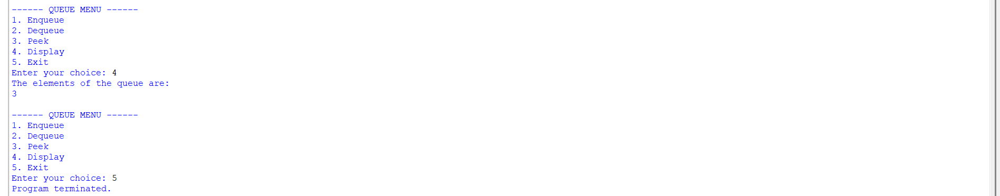 ------ QUEUE MENU ------
1. Enqueue
2. Dequeue
3. Peek
4. Display
5. Exit
Enter your choice: 4
The elements of the queue are:
3

------ QUEUE MENU ------
1. Enqueue
2. Dequeue
3. Peek
4. Display
5. Exit
Enter your choice: 5
Program terminated.